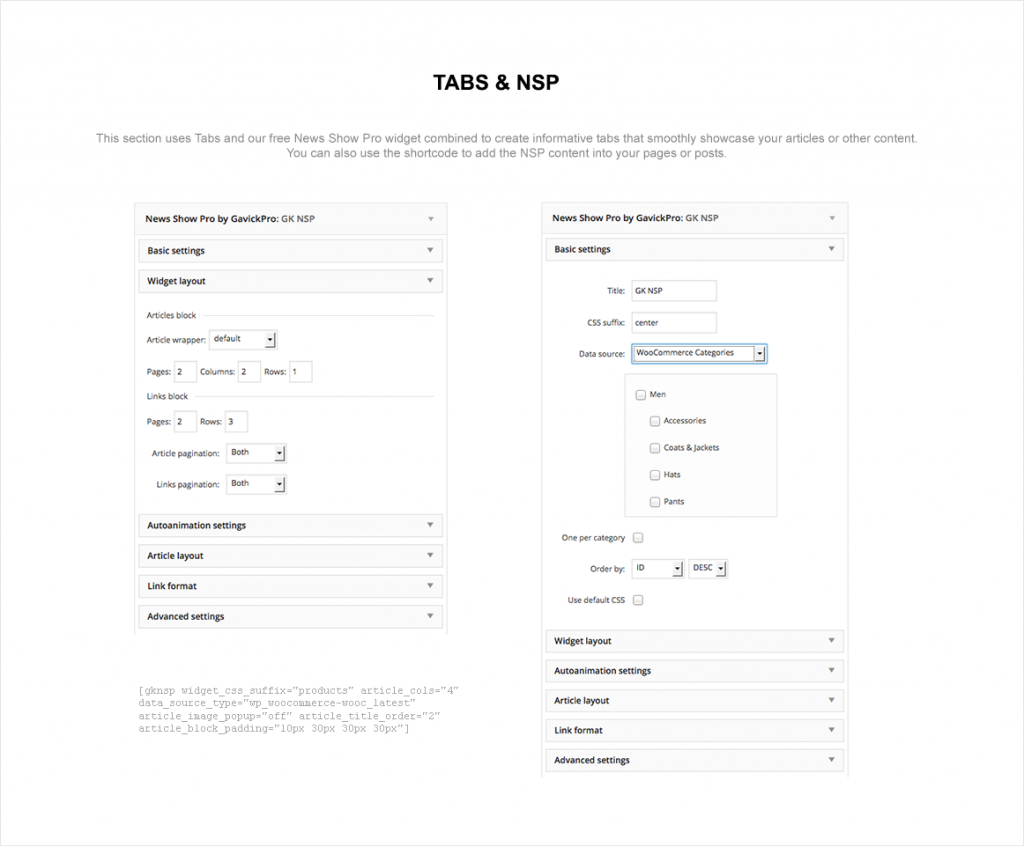 TABS & NSP
This section uses Tabs and our free News Show Pro widget combined to create informative tabs that smoothly showcase your articles or other content.
You can also use the shortcode to add the NSP content into your pages or posts.
News Show Pro by GavickPro: GK NSP
Basic settings
Widget layout
Articles block
Article wrapper: default
Pages: 2 Columns: 2 Rows: 1
Links block
Pages: 2 Rows: 3
Article pagination: Both
Links pagination: Both
Autoanimation settings
Article layout
Link format
Advanced settings
[gknsp widget_css_suffix="products" article_cols="4"
data_source_type="wp_woocommerce-wooc_latest"
article_image_popup="off" article_title_order="2"
article_block_padding="10px 30px 30px 30px"]
News Show Pro by GavickPro: GK NSP
Basic settings
Title: GK NSP
CSS suffix: center
Data source: WooCommerce Categories
Men
Accessories
Coats & Jackets
Hats
Pants
One per category
Order by: ID DESC
Use default CSS
Widget layout
Autoanimation settings
Article layout
Link format
Advanced settings